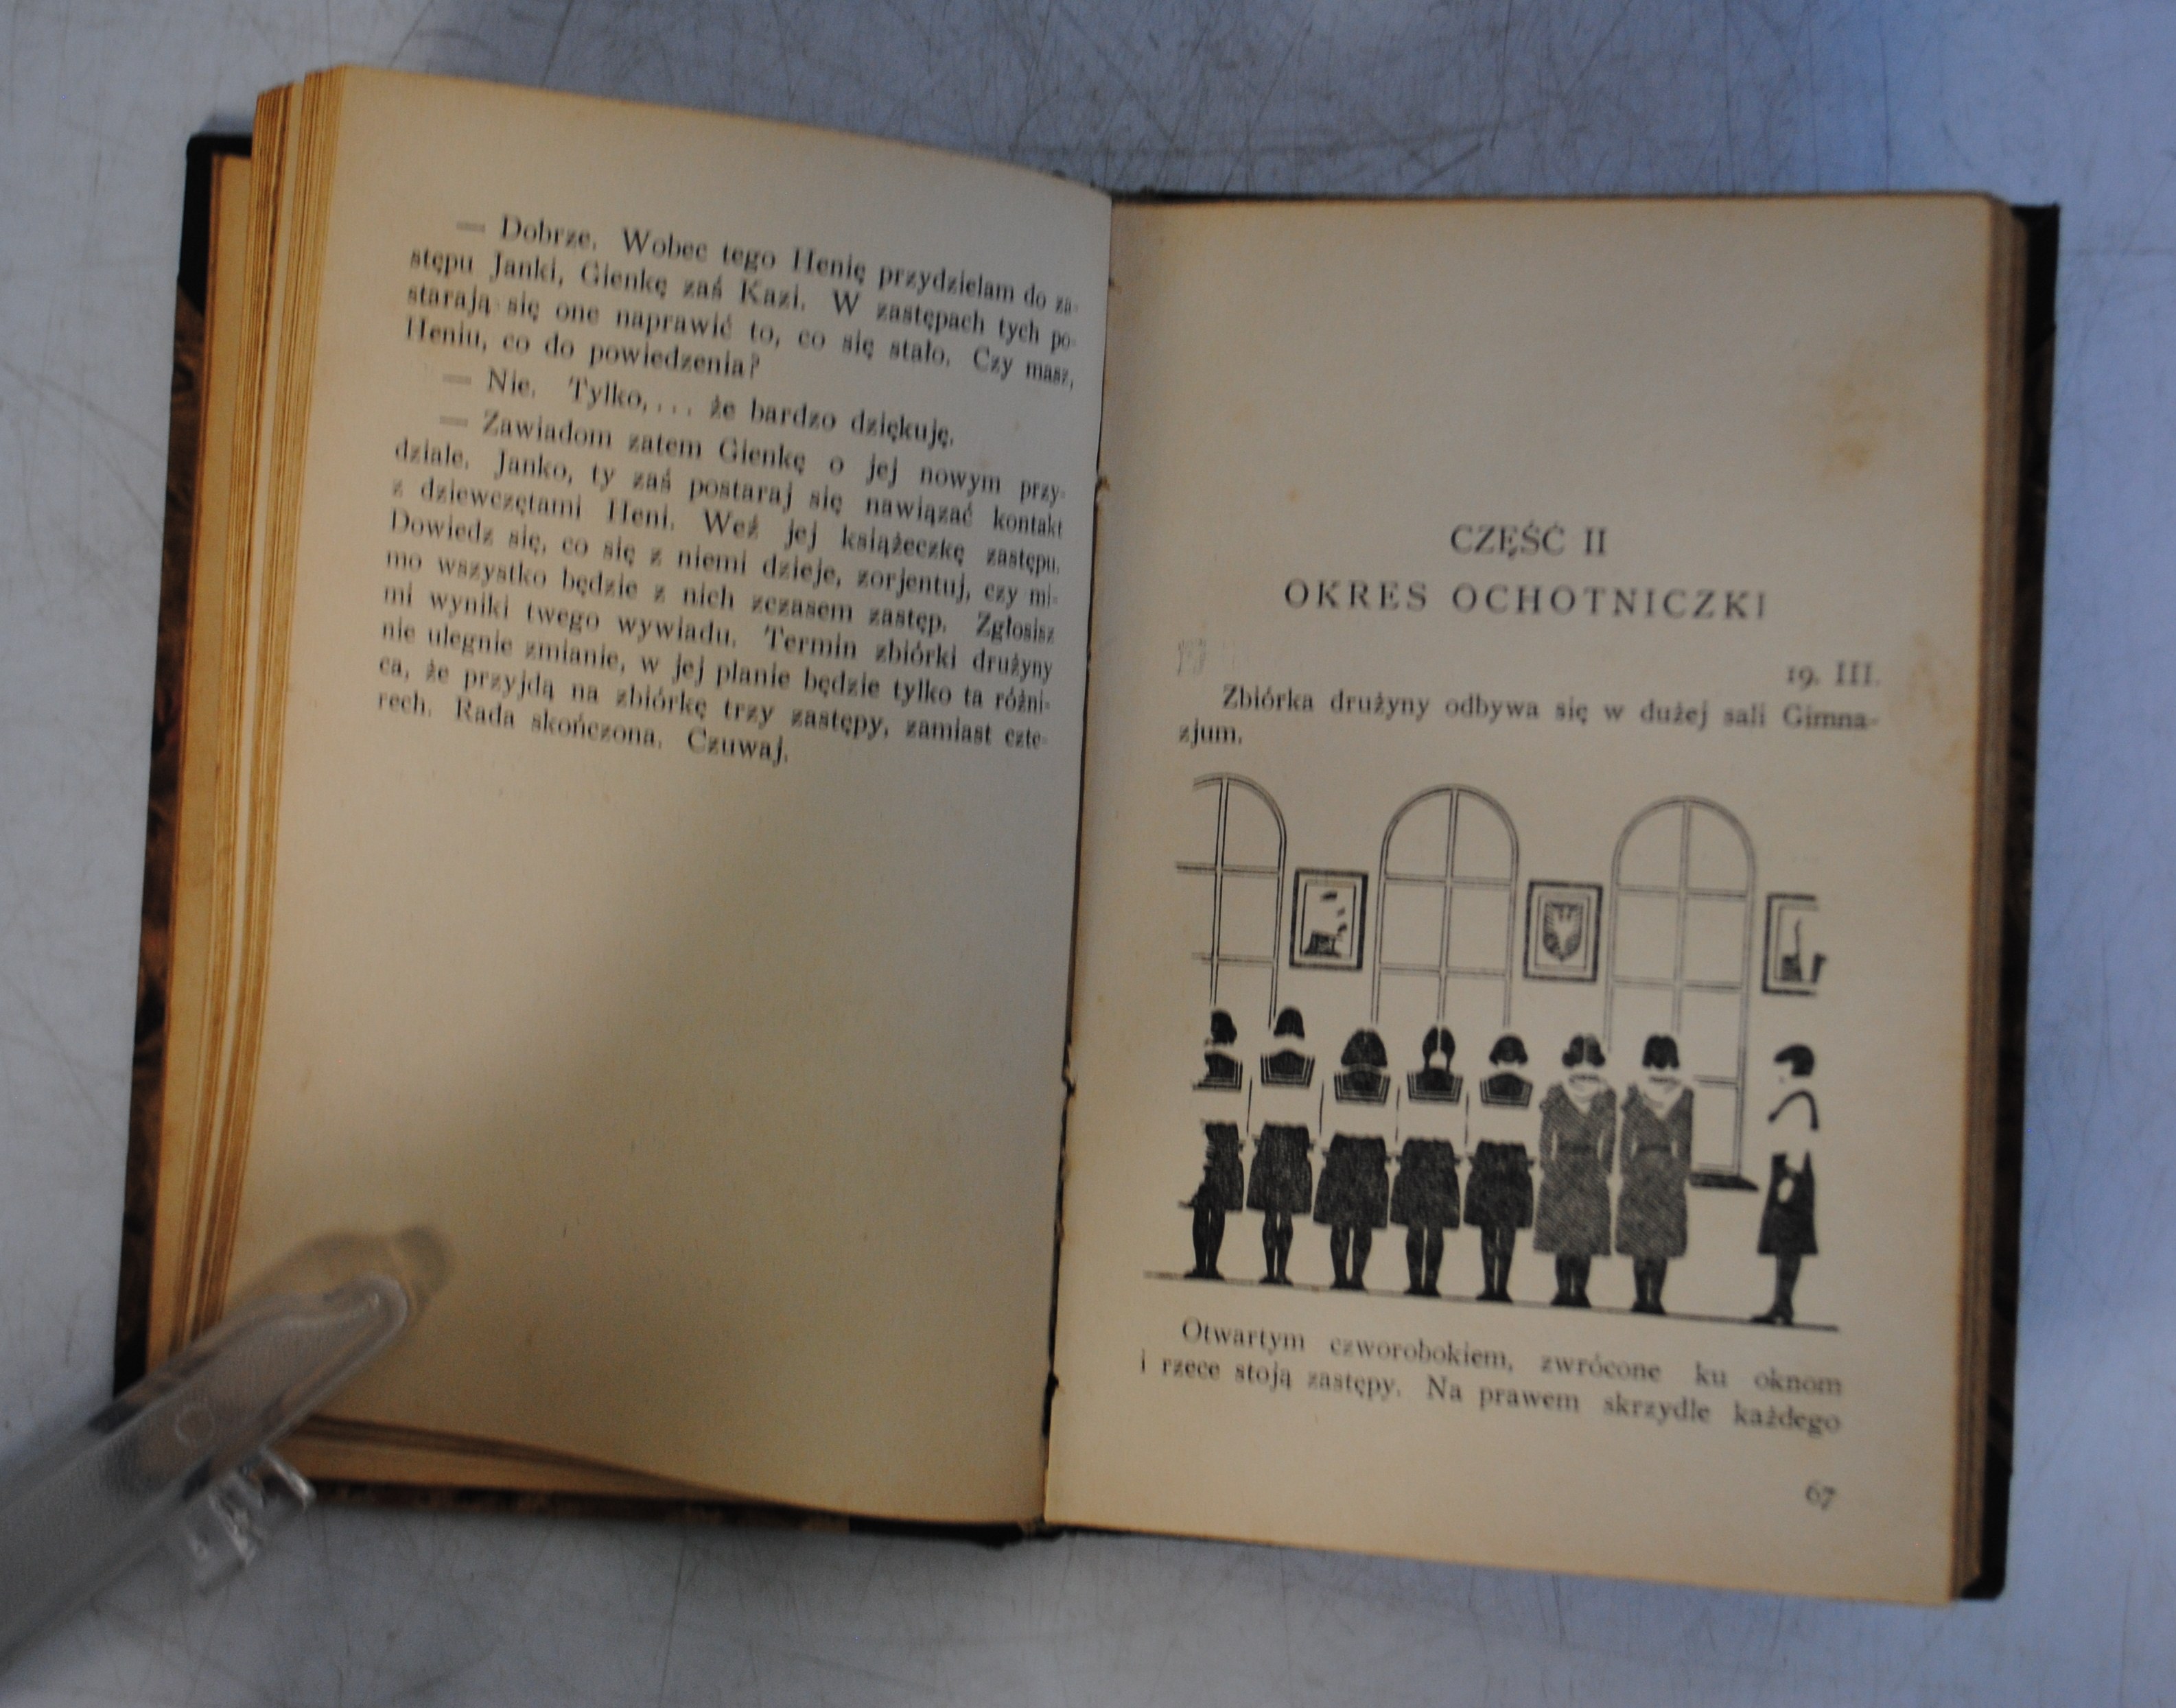 — Dobrze. Wobec tego Henię przydzielam do za-
stępu Janki, Gienkę zaś Kazi. W zastępach tych po-
starają się one naprawić to, co się stało. Czy masz,
Heniu, co do powiedzenia?
— Nie. Tylko,... że bardzo dziękuję.
— Zawiadom zatem Gienkę o jej nowym przy-
dziale. Janko, ty zaś postaraj się nawiązać kontakt
z dziewczętami Heni. Weź jej książeczkę zastępu.
Dowiedz się, co się z niemi dzieje, zorjentuj, czy mi-
mo wszystko będzie z nich zczasem zastęp. Zgłosisz
mi wyniki twego wywiadu. Termin zbiórki drużyny
nie ulegnie zmianie, w jej planie będzie tylko ta różni-
ca, że przyjdą na zbiórkę trzy zastępy, zamiast czte-
rech. Rada skończona. Czuwaj.
CZĘŚĆ II
OKRES OCHOTNICZKI
19. III.
Zbiórka drużyny odbywa się w dużej sali Gimna-
zjum.
Otwartym czworobokiem, zwrócone ku oknom
i rzece stoją zastępy. Na prawem skrzydle każdego
67